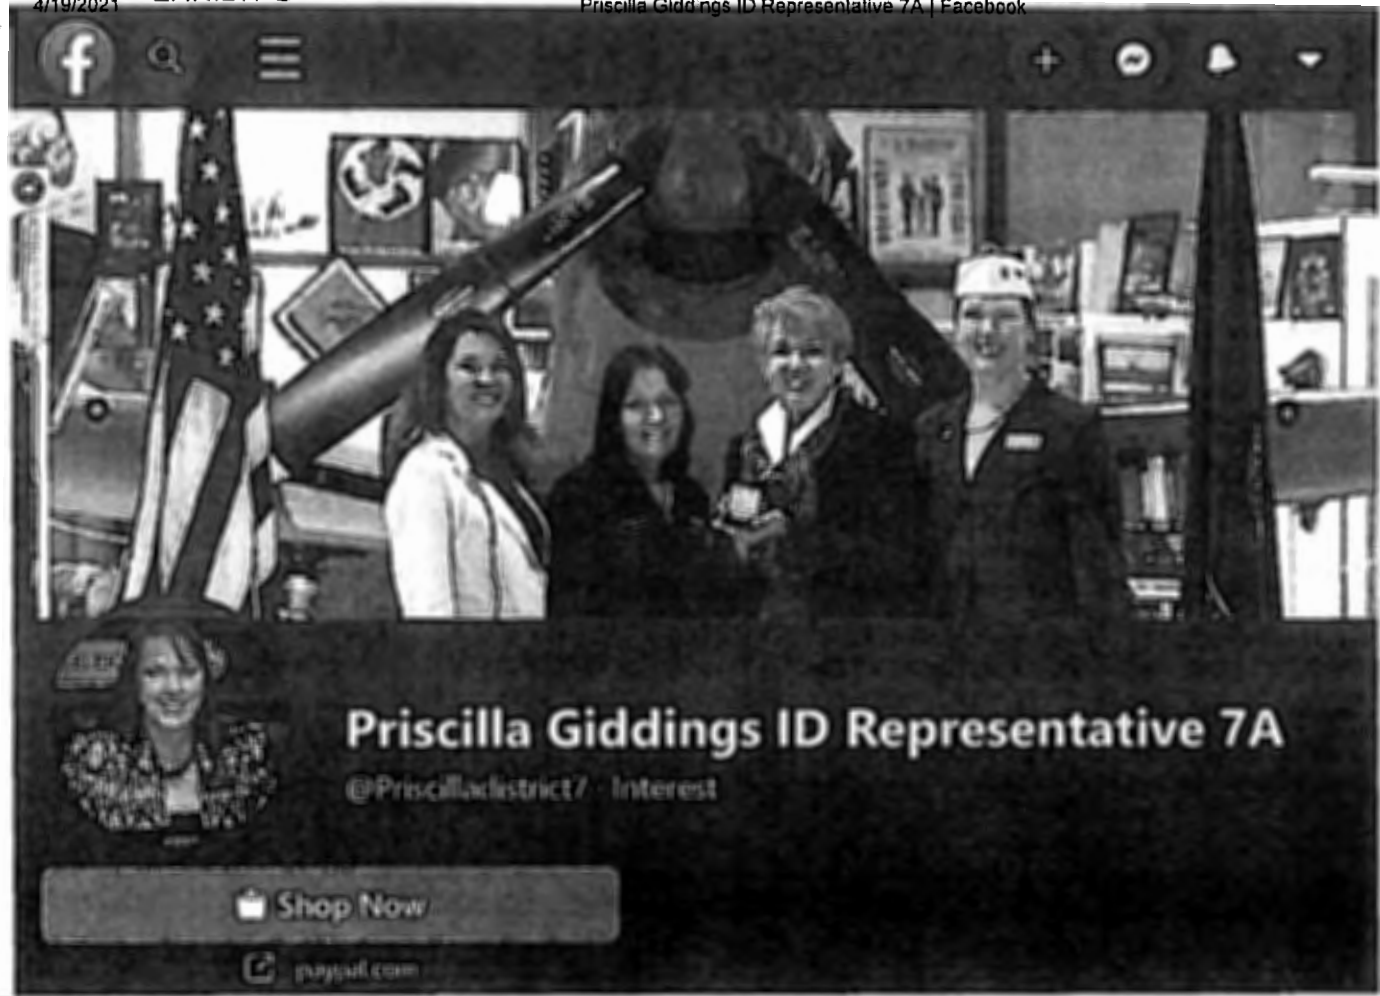 4/19/2021
Priscilla Giddings ID Representative 7A | Facebook
f
Priscilla Giddings ID Representative 7A
@Priscilladistrict7 · Interest
Shop Now
paypal.com